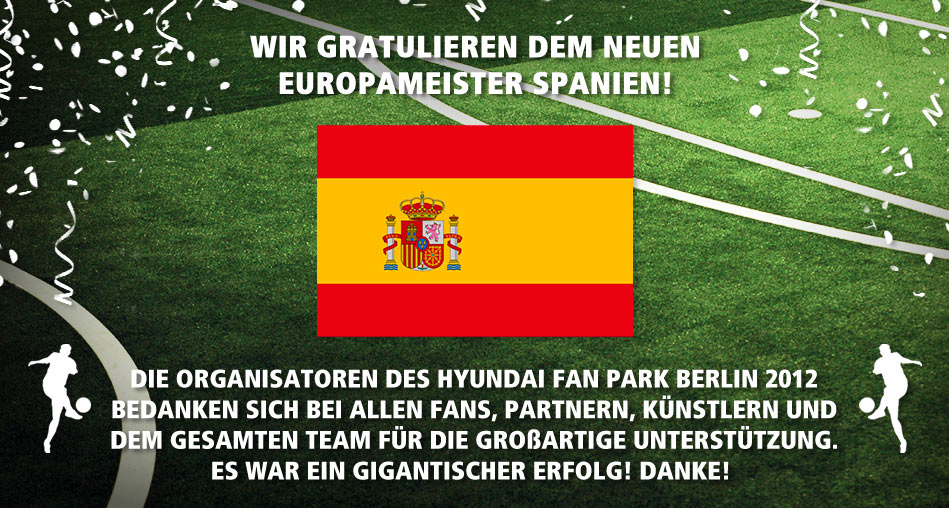 WIR GRATULIEREN DEM NEUEN
EUROPAMEISTER SPANIEN!
DIE ORGANISATOREN DES HYUNDAI FAN PARK BERLIN 2012
BEDANKEN SICH BEI ALLEN FANS, PARTNERN, KÜNSTLERN UND
DEM GESAMTEN TEAM FÜR DIE GROßARTIGE UNTERSTÜTZUNG.
ES WAR EIN GIGANTISCHER ERFOLG! DANKE!